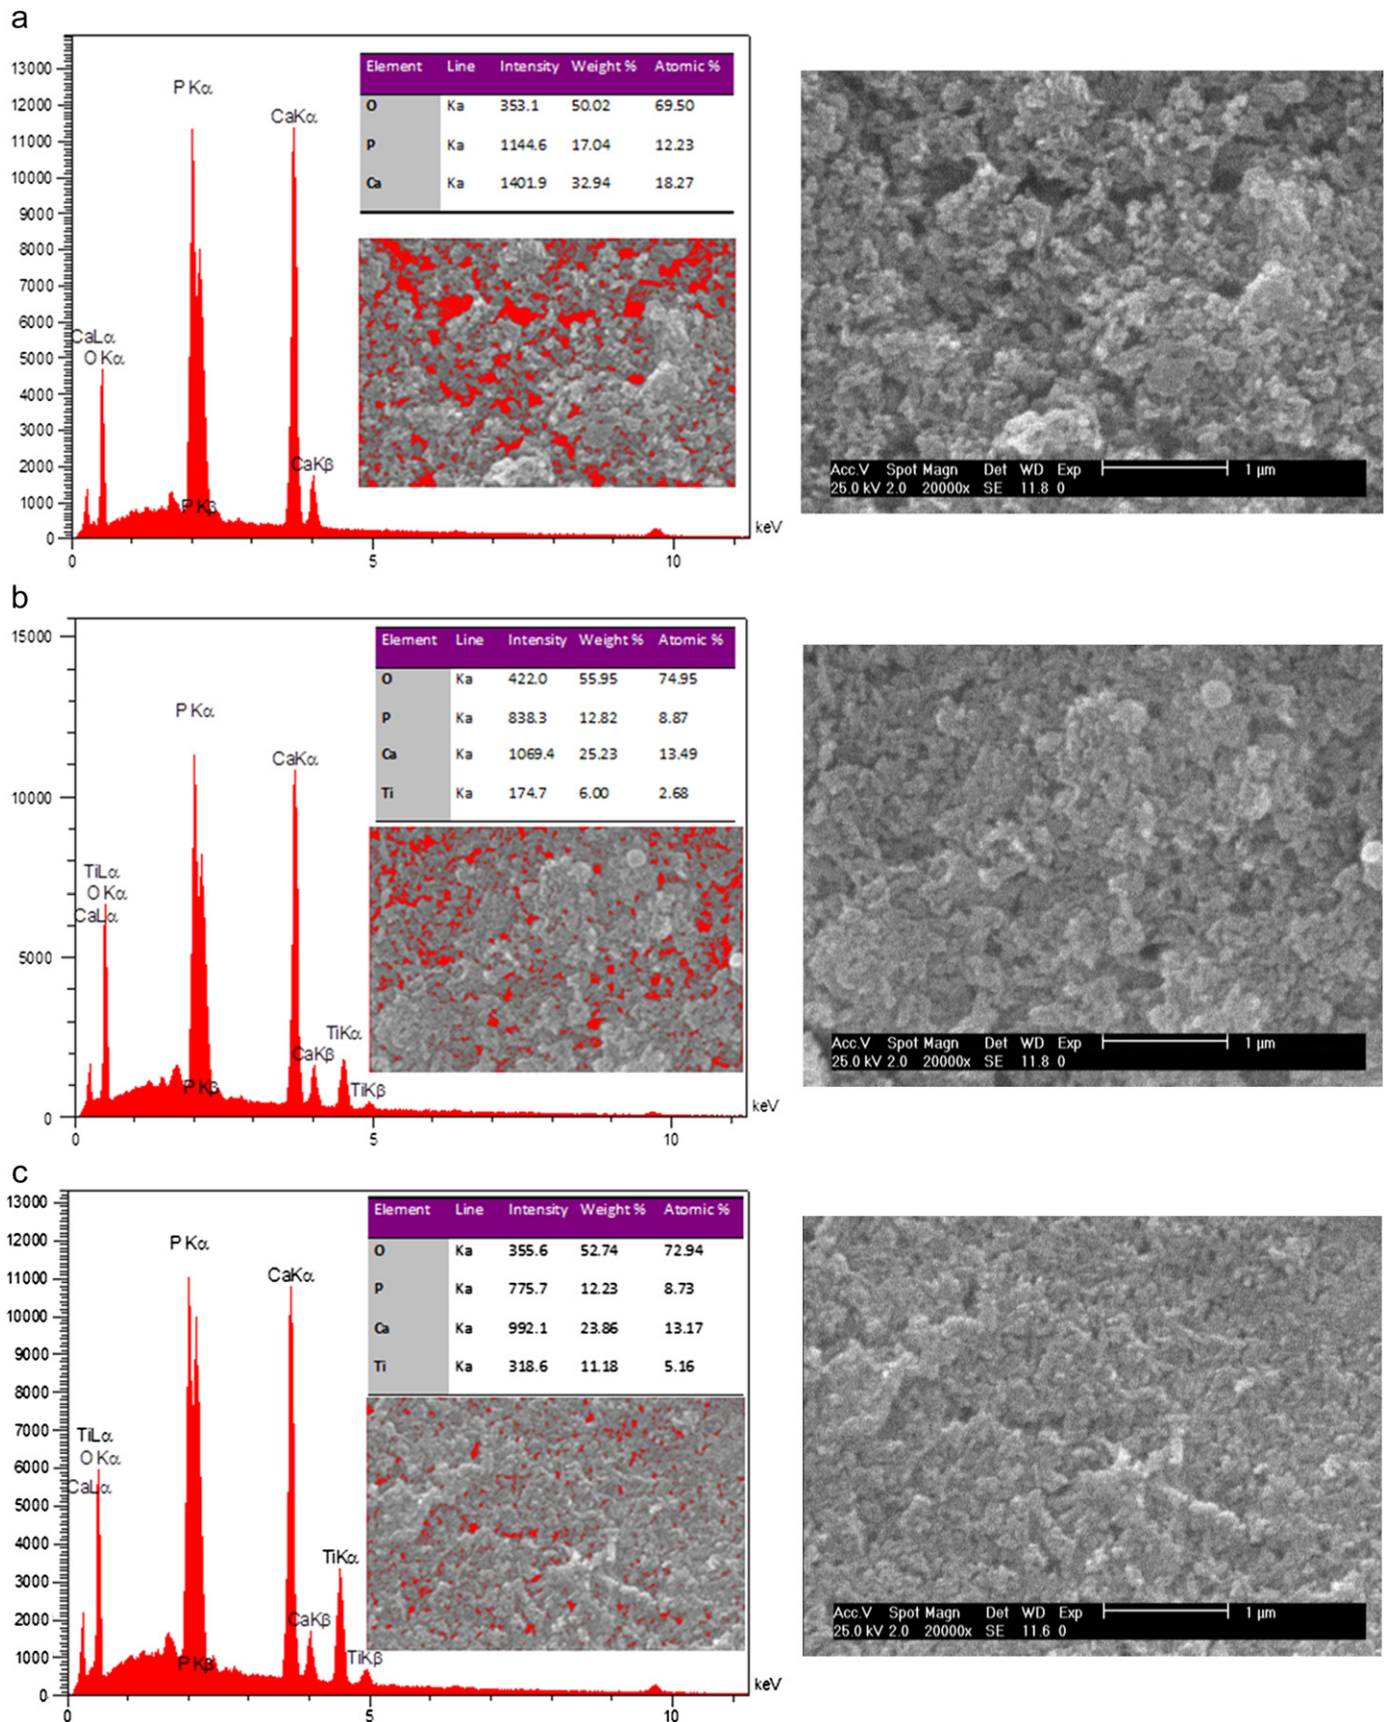 a
13000
12000
11000
10000
9000
8000
7000
6000
5000
4000
3000
2000
1000
0
P Kα
CaKα
CaLα
O Kα
CaKβ
P Kβ
keV
0 5 10
Element Line Intensity Weight % Atomic %
O Ka 353.1 50.02 69.50
P Ka 1144.6 17.04 12.23
Ca Ka 1401.9 32.94 18.27
Acc.V Spot Magn Det WD Exp 1 µm
25.0 kV 2.0 20000x SE 11.8 0
b
15000
10000
5000
0
P Kα
CaKα
TiLα
O Kα
CaLα
TiKα
CaKβ
P Kβ
TiKβ
keV
0 5 10
Element Line Intensity Weight % Atomic %
O Ka 422.0 55.95 74.95
P Ka 838.3 12.82 8.87
Ca Ka 1069.4 25.23 13.49
Ti Ka 174.7 6.00 2.68
Acc.V Spot Magn Det WD Exp 1 µm
25.0 kV 2.0 20000x SE 11.8 0
c
13000
12000
11000
10000
9000
8000
7000
6000
5000
4000
3000
2000
1000
0
P Kα
CaKα
TiLα
O Kα
CaLα
TiKα
CaKβ
TiKβ
P Kβ
keV
0 5 10
Element Line Intensity Weight % Atomic %
O Ka 355.6 52.74 72.94
P Ka 775.7 12.23 8.73
Ca Ka 992.1 23.86 13.17
Ti Ka 318.6 11.18 5.16
Acc.V Spot Magn Det WD Exp 1 µm
25.0 kV 2.0 20000x SE 11.6 0